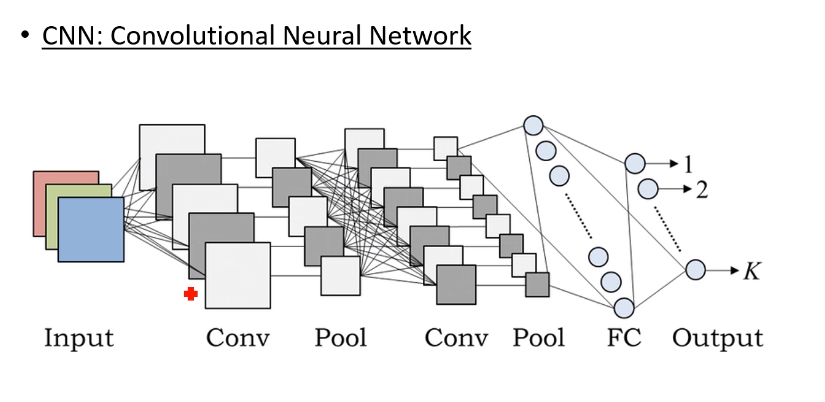 • CNN: Convolutional Neural Network
1
2
K
Input Conv Pool Conv Pool FC Output